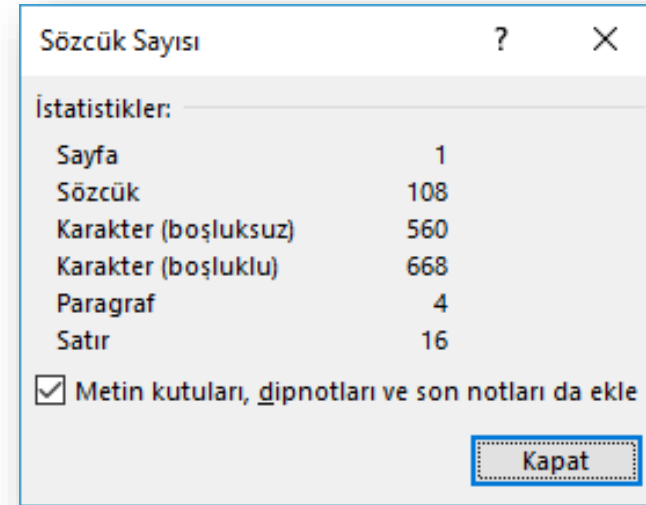 Sözcük Sayısı ?
İstatistikler:
Sayfa 1
Sözcük 108
Karakter (boşluksuz) 560
Karakter (boşluklu) 668
Paragraf 4
Satır 16
Metin kutuları, dipnotları ve son notları da ekle
Kapat